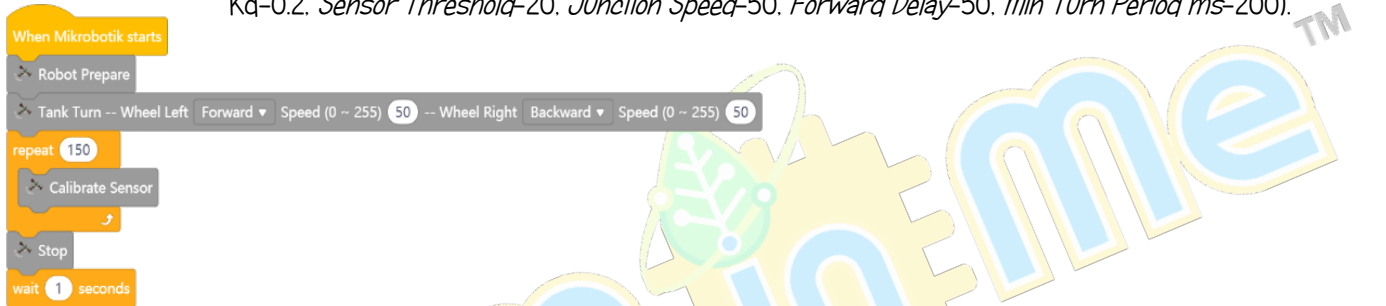 Kd-0.2, Sensor Threshold-20, Junction Speed-50, Forward Delay-50, Min Turn Period ms-200).
When Mikrobotik starts
Robot Prepare
Tank Turn -- Wheel Left Forward ▾ Speed (0 ~ 255) 50 -- Wheel Right Backward ▾ Speed (0 ~ 255) 50
repeat 150
Calibrate Sensor
Stop
wait 1 seconds
in me TM